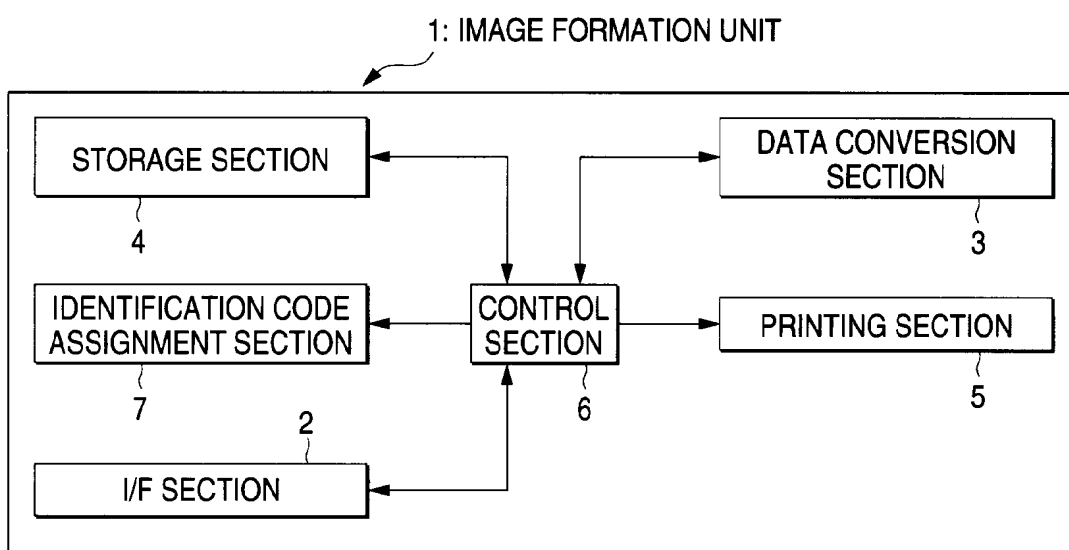 1: IMAGE FORMATION UNIT
STORAGE SECTION
4
DATA CONVERSION
SECTION
3
IDENTIFICATION CODE
ASSIGNMENT SECTION
7
CONTROL
SECTION
6
PRINTING SECTION
5
2
I/F SECTION